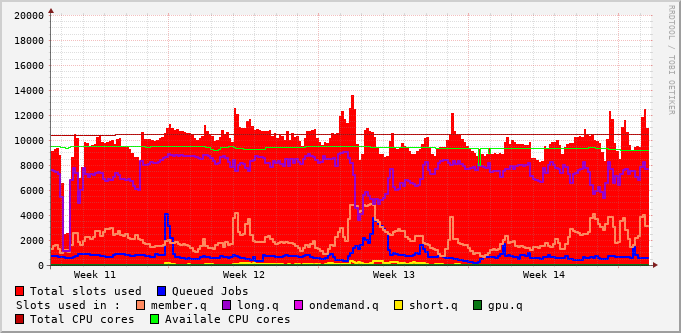 20000
18000
16000
14000
12000
10000
8000
6000
4000
2000
0
Week 11 Week 12 Week 13 Week 14
RRDTOOL / TOBI OETIKER
Total slots used Queued Jobs
Slots used in : member.q long.q ondemand.q short.q gpu.q
Total CPU cores Availale CPU cores